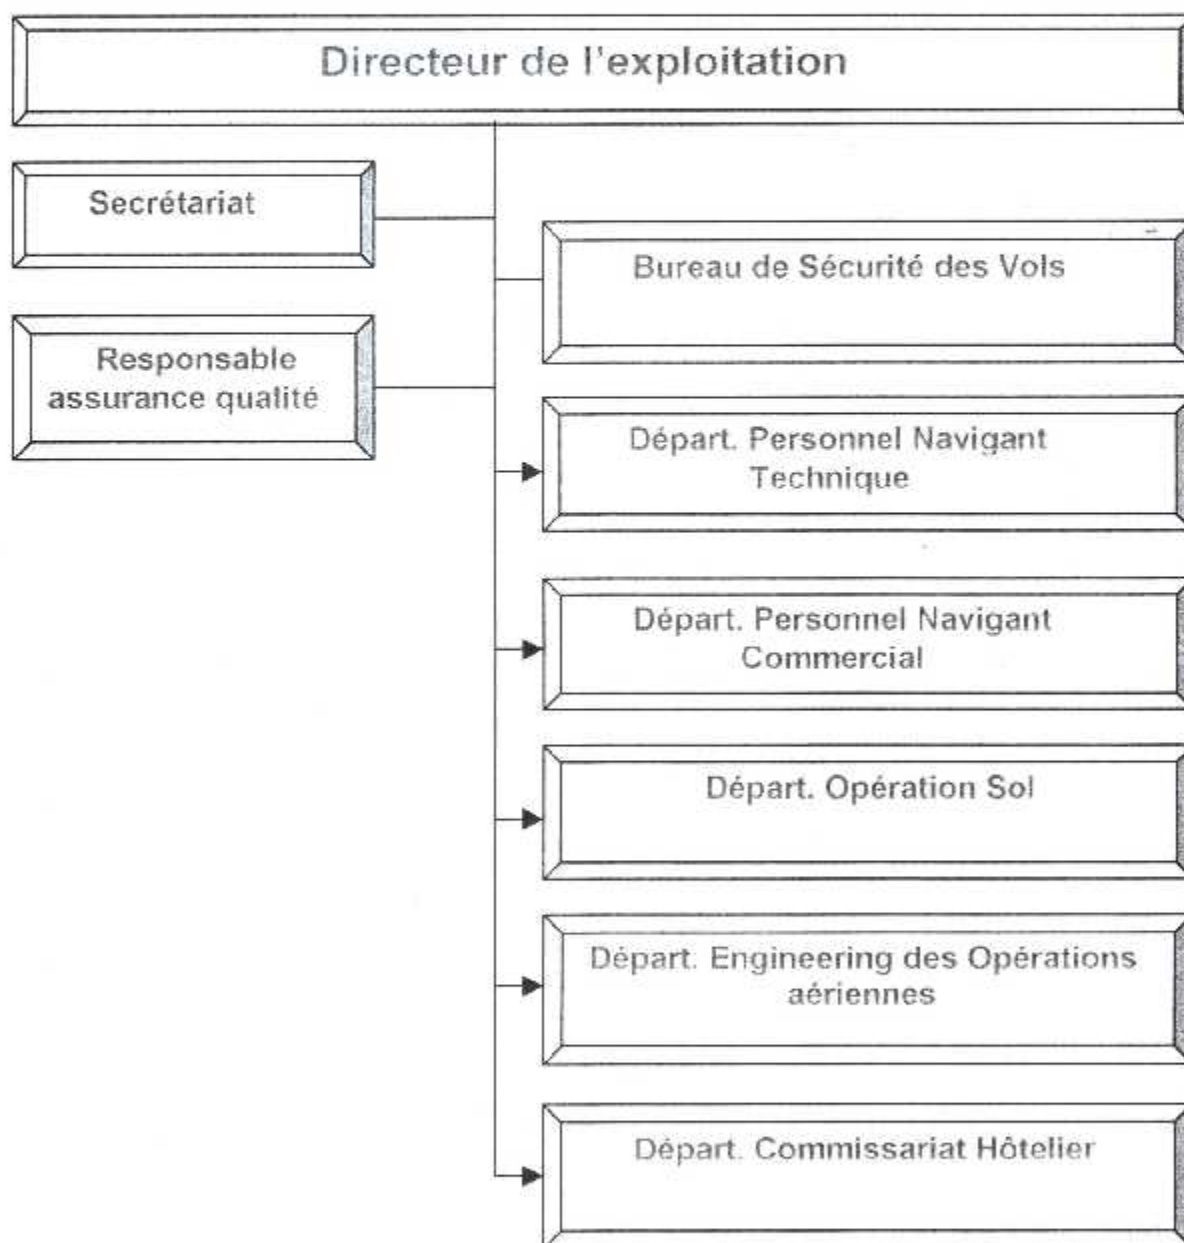 Directeur de l'exploitation
Secrétariat
Bureau de Sécurité des Vols
Responsable
assurance qualité
Départ. Personnel Navigant
Technique
Départ. Personnel Navigant
Commercial
Départ. Opération Sol
Départ. Engineering des Opérations
aériennes
Départ. Commissariat Hôtelier